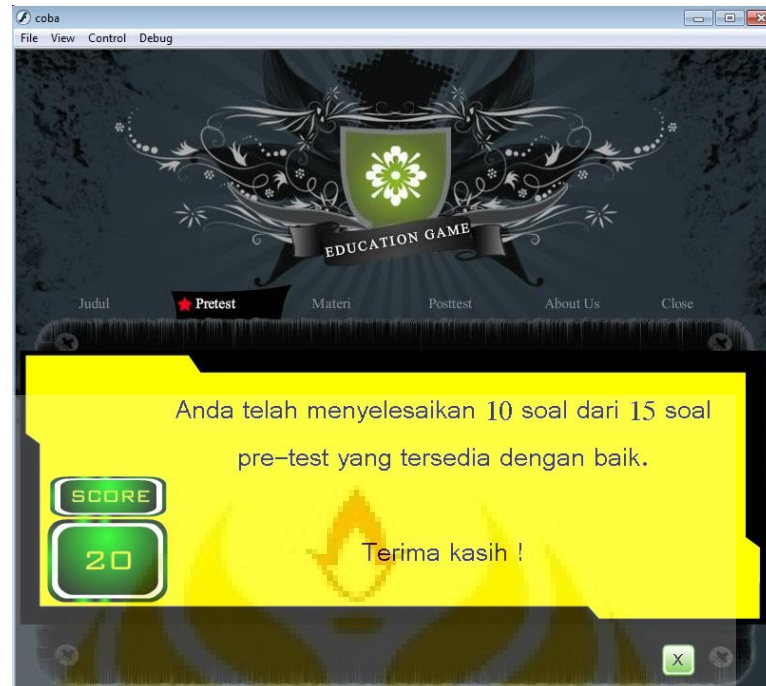 coba
File View Control Debug
EDUCATION GAME
Judul Pretest Materi Posttest About Us Close
Anda telah menyelesaikan 10 soal dari 15 soal
pre-test yang tersedia dengan baik.
SCORE
20
Terima kasih !
X